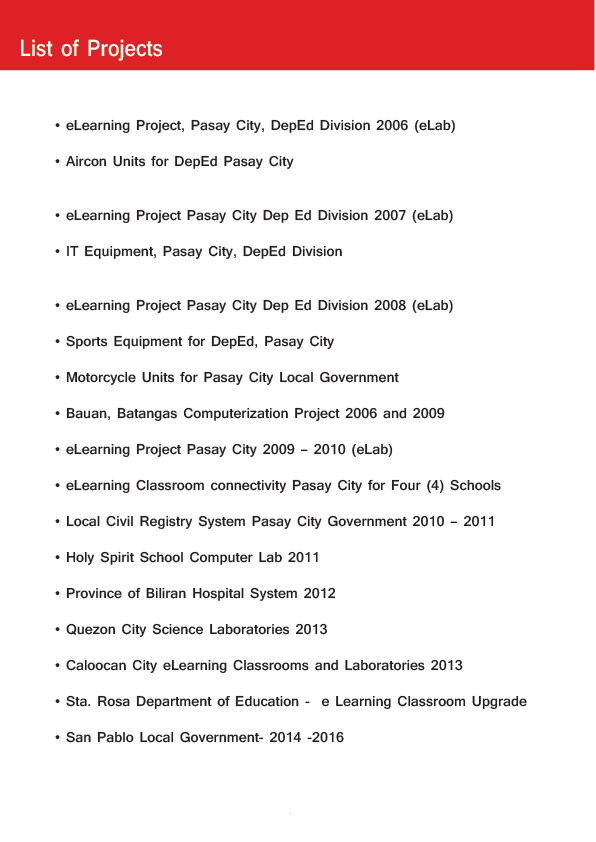 List of Projects
• eLearning Project, Pasay City, DepEd Division 2006 (eLab)
• Aircon Units for DepEd Pasay City
• eLearning Project Pasay City Dep Ed Division 2007 (eLab)
• IT Equipment, Pasay City, DepEd Division
• eLearning Project Pasay City Dep Ed Division 2008 (eLab)
• Sports Equipment for DepEd, Pasay City
• Motorcycle Units for Pasay City Local Government
• Bauan, Batangas Computerization Project 2006 and 2009
• eLearning Project Pasay City 2009 – 2010 (eLab)
• eLearning Classroom connectivity Pasay City for Four (4) Schools
• Local Civil Registry System Pasay City Government 2010 – 2011
• Holy Spirit School Computer Lab 2011
• Province of Biliran Hospital System 2012
• Quezon City Science Laboratories 2013
• Caloocan City eLearning Classrooms and Laboratories 2013
• Sta. Rosa Department of Education -  e Learning Classroom Upgrade
• San Pablo Local Government- 2014 -2016